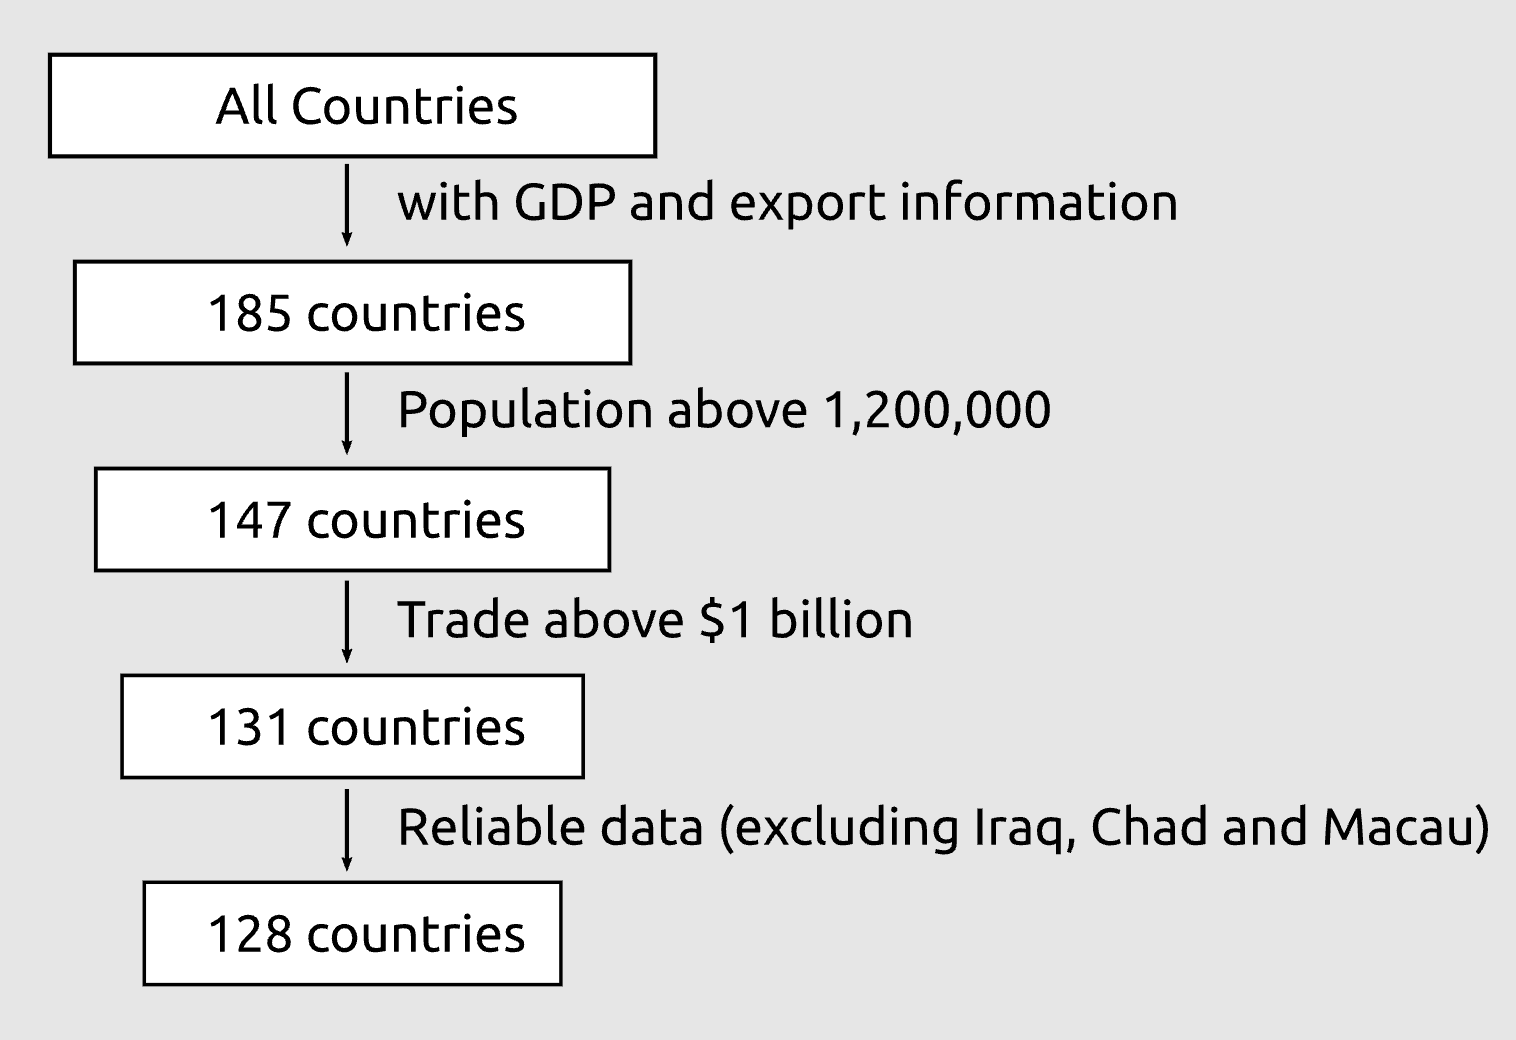 All Countries
with GDP and export information
185 countries
Population above 1,200,000
147 countries
Trade above $1 billion
131 countries
Reliable data (excluding Iraq, Chad and Macau)
128 countries